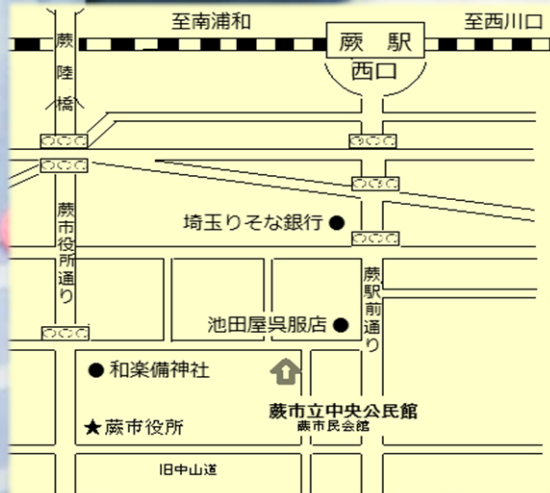 至南浦和
至西川口
蕨 駅
西口
蕨陸橋
埼玉りそな銀行
蕨市役所通り
蕨駅前通り
池田屋呉服店
和楽備神社
蕨市立中央公民館
蕨市民会館
蕨市役所
旧中山道